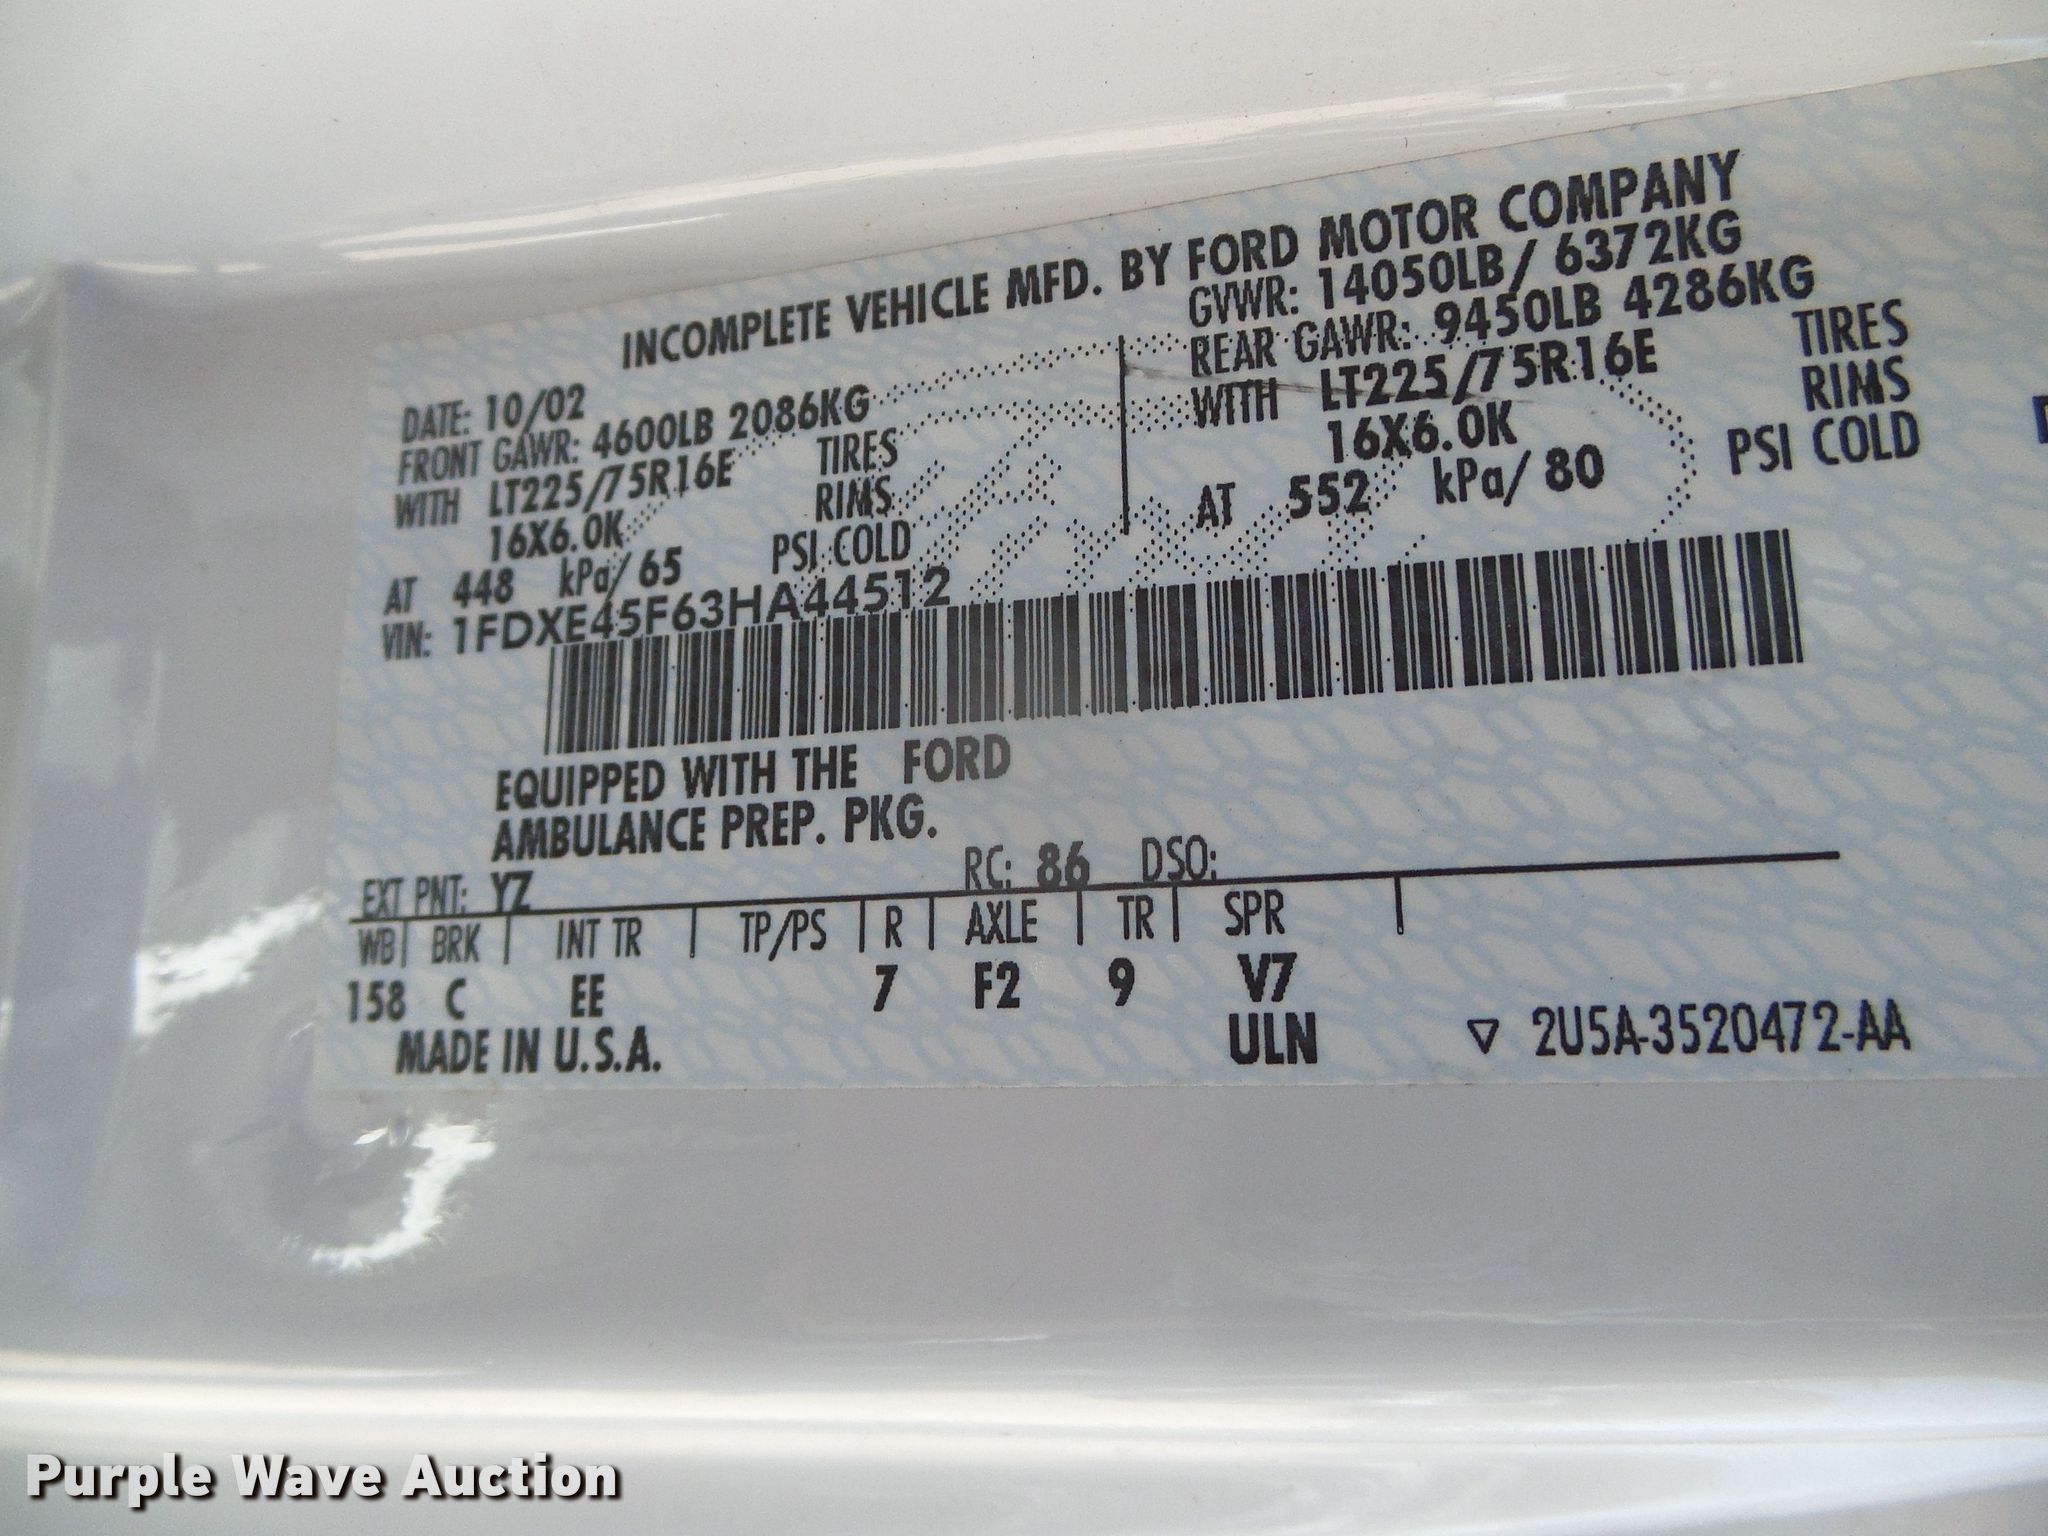 INCOMPLETE VEHICLE MFD. BY FORD MOTOR COMPANY
DATE: 10/02 GVWR: 14050LB/ 6372KG
FRONT GAWR: 4600LB 2086KG REAR GAWR: 9450LB 4286KG
WITH LT225/75R16E TIRES WITH LT225/75R16E TIRES
16X6.0K RIMS 16X6.0K RIMS
AT 448 kPa/ 65 PSI COLD AT 552 kPa/ 80 PSI COLD
VIN: 1FDXE45F63HA44512
EQUIPPED WITH THE FORD
AMBULANCE PREP. PKG.
EXT PNT: YZ RC: 86 DSO:
WB | BRK | INT TR | TP/PS | R | AXLE | TR | SPR |
158 C EE 7 F2 9 V7
MADE IN U.S.A. ULN ▽ 2U5A-3520472-AA
Purple Wave Auction